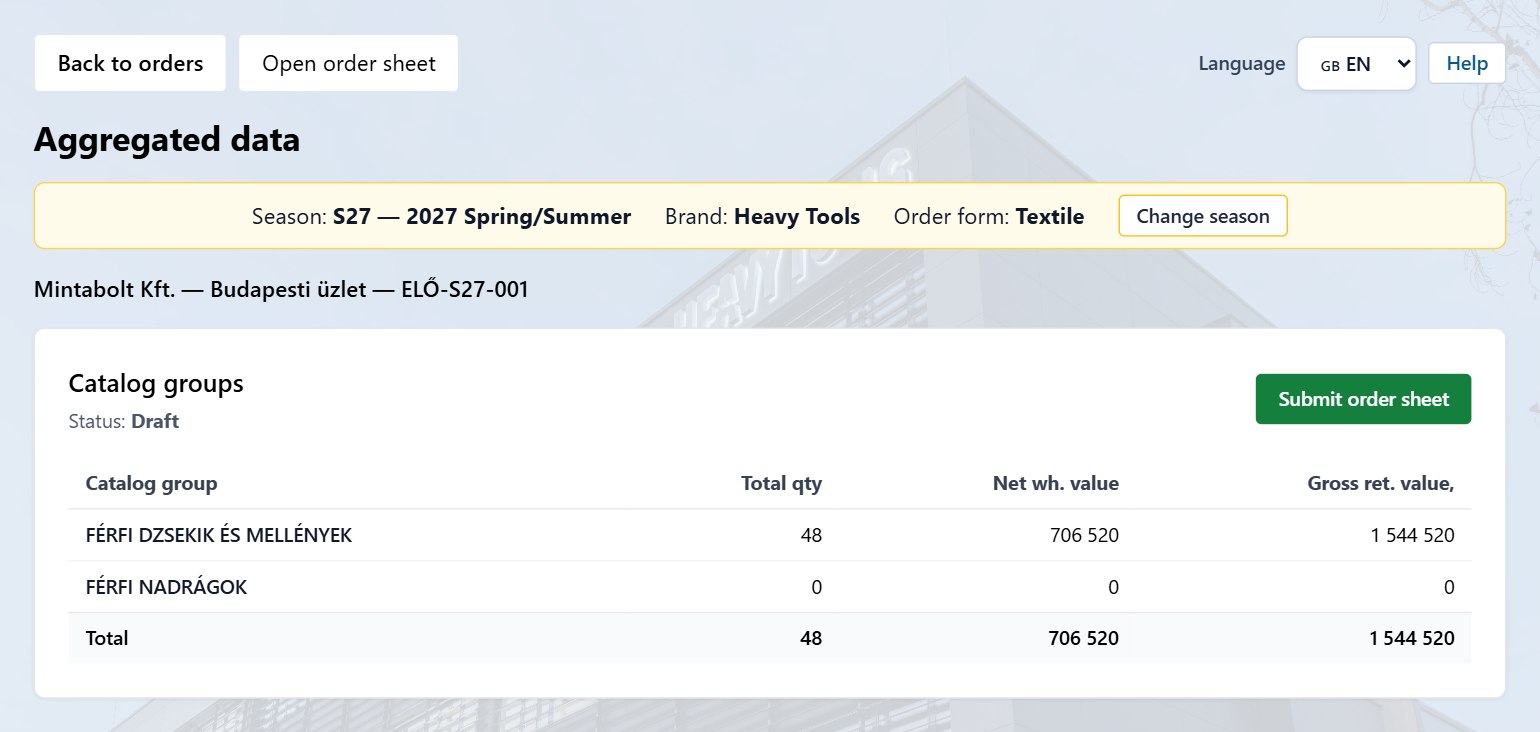 Back to orders Open order sheet Language GB EN Help
Aggregated data
Season: S27 — 2027 Spring/Summer Brand: Heavy Tools Order form: Textile Change season
Mintabolt Kft. — Budapesti üzlet — ELŐ-S27-001
HEAVY TOOLS
Catalog groups
Status: Draft
Submit order sheet
Catalog group Total qty Net wh. value Gross ret. value,
FÉRFI DZSEKIK ÉS MELLÉNYEK 48 706 520 1 544 520
FÉRFI NADRÁGOK 0 0 0
Total 48 706 520 1 544 520